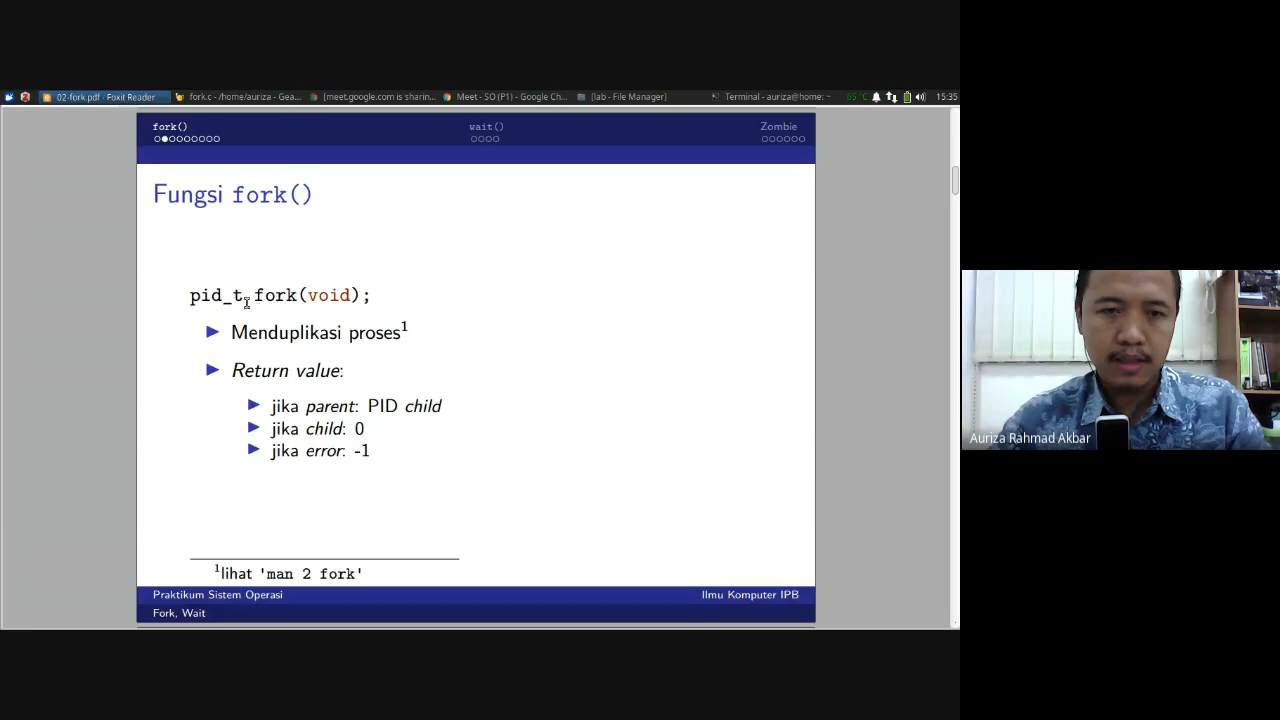 02-fork.pdf - Foxit Reader
fork.c - /home/auriza - Gea...
[meet.google.com is sharin...
Meet - SO (P1) - Google Ch...
[lab - File Manager]
Terminal - auriza@home: ~
65°C
15:35
fork()
wait()
Zombie
Fungsi fork()
pid_t fork(void);
Menduplikasi proses1
Return value:
jika parent: PID child
jika child: 0
jika error: -1
1lihat 'man 2 fork'
Praktikum Sistem Operasi
Ilmu Komputer IPB
Fork, Wait
Auriza Rahmad Akbar